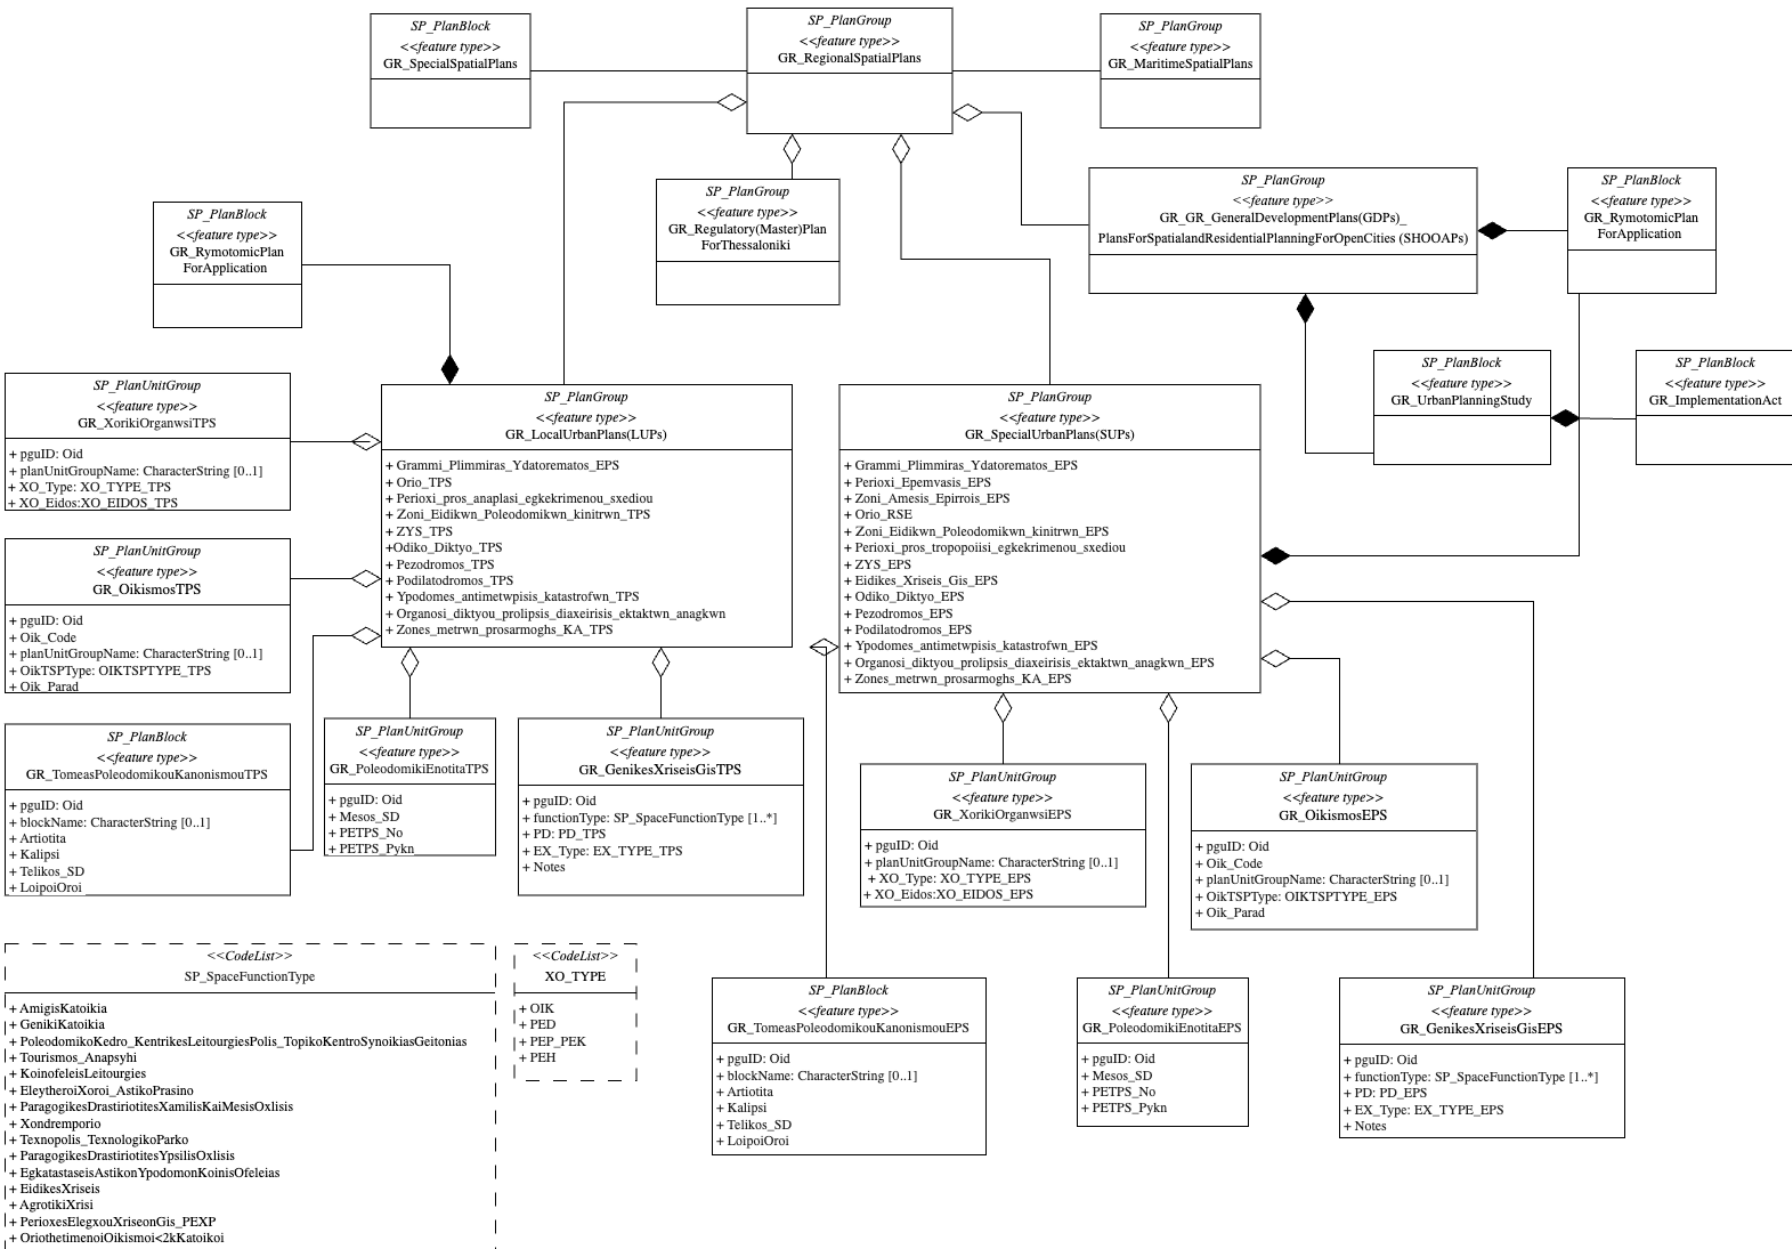 SP_PlanBlock
<<feature type>>
GR_SpecialSpatialPlans
SP_PlanGroup
<<feature type>>
GR_RegionalSpatialPlans
SP_PlanGroup
<<feature type>>
GR_MaritimeSpatialPlans
SP_PlanBlock
<<feature type>>
GR_RymotomicPlan
ForApplication
SP_PlanGroup
<<feature type>>
GR_Regulatory(Master)Plan
ForThessaloniki
SP_PlanGroup
<<feature type>>
GR_GR_GeneralDevelopmentPlans(GDPs)_
PlansForSpatialandResidentialPlanningForOpenCities (SHOOAPs)
SP_PlanBlock
<<feature type>>
GR_RymotomicPlan
ForApplication
SP_PlanBlock
<<feature type>>
GR_UrbanPlanningStudy
SP_PlanBlock
<<feature type>>
GR_ImplementationAct
SP_PlanUnitGroup
<<feature type>>
GR_XorikiOrganwsiTPS
+ pguID: Oid
+ planUnitGroupName: CharacterString [0..1]
+ XO_Type: XO_TYPE_TPS
+ XO_Eidos:XO_EIDOS_TPS
SP_PlanGroup
<<feature type>>
GR_LocalUrbanPlans(LUPs)
+ Grammi_Plimmiras_Ydatorematos_EPS
+ Orio_TPS
+ Perioxi_pros_anaplasi_egkekrimenou_sxediou
+ Zoni_Eidikwn_Poleodomikwn_kinitrwn_TPS
+ ZYS_TPS
+Odiko_Diktyo_TPS
+ Pezodromos_TPS
+ Podilatodromos_TPS
+ Ypodomes_antimetwpisis_katastrofwn_TPS
+ Organosi_diktyou_prolipsis_diaxeirisis_ektaktwn_anagkwn
+ Zones_metrwn_prosarmoghs_KA_TPS
SP_PlanGroup
<<feature type>>
GR_SpecialUrbanPlans(SUPs)
+ Grammi_Plimmiras_Ydatorematos_EPS
+ Perioxi_Epemvasis_EPS
+ Zoni_Amesis_Epirrois_EPS
+ Orio_RSE
+ Zoni_Eidikwn_Poleodomikwn_kinitrwn_EPS
+ Perioxi_pros_tropopoiisi_egkekrimenou_sxediou
+ ZYS_EPS
+ Eidikes_Xriseis_Gis_EPS
+ Odiko_Diktyo_EPS
+ Pezodromos_EPS
+ Podilatodromos_EPS
+ Ypodomes_antimetwpisis_katastrofwn_EPS
+ Organosi_diktyou_prolipsis_diaxeirisis_ektaktwn_anagkwn_EPS
+ Zones_metrwn_prosarmoghs_KA_EPS
SP_PlanUnitGroup
<<feature type>>
GR_OikismosTPS
+ pguID: Oid
+ Oik_Code
+ planUnitGroupName: CharacterString [0..1]
+ OikTSPType: OIKTSPTYPE_TPS
+ Oik_Parad
SP_PlanBlock
<<feature type>>
GR_TomeasPoleodomikouKanonismouTPS
+ pguID: Oid
+ blockName: CharacterString [0..1]
+ Artiotita
+ Kalipsi
+ Telikos_SD
+ LoipoiOroi
SP_PlanUnitGroup
<<feature type>>
GR_PoleodomikiEnotitaTPS
+ pguID: Oid
+ Mesos_SD
+ PETPS_No
+ PETPS_Pykn
SP_PlanUnitGroup
<<feature type>>
GR_GenikesXriseisGisTPS
+ pguID: Oid
+ functionType: SP_SpaceFunctionType [1..*]
+ PD: PD_TPS
+ EX_Type: EX_TYPE_TPS
+ Notes
SP_PlanUnitGroup
<<feature type>>
GR_XorikiOrganwsiEPS
+ pguID: Oid
+ planUnitGroupName: CharacterString [0..1]
+ XO_Type: XO_TYPE_EPS
+ XO_Eidos:XO_EIDOS_EPS
SP_PlanUnitGroup
<<feature type>>
GR_OikismosEPS
+ pguID: Oid
+ Oik_Code
+ planUnitGroupName: CharacterString [0..1]
+ OikTSPType: OIKTSPTYPE_EPS
+ Oik_Parad
<<CodeList>>
SP_SpaceFunctionType
+ AmigisKatoikia
+ GenikiKatoikia
+ PoleodomikoKedro_KentrikesLeitourgiesPolis_TopikoKentroSynoikiasGeitonias
+ Tourismos_Anapsyhi
+ KoinofeleisLeitourgies
+ EleytheroiXoroi_AstikoPrasino
+ ParagogikesDrastiriotitesXamilisKaiMesisOxlisis
+ Xondremporio
+ Texnopolis_TexnologikoParko
+ ParagogikesDrastiriotitesYpsilisOxlisis
+ EgkatastaseisAstikonYpodomonKoinisOfeleias
+ EidikesXriseis
+ AgrotikiXrisi
+ PerioxesElegxouXriseonGis_PEXP
+ OriothetimenoiOikismoi<2kKatoikoi
<<CodeList>>
XO_TYPE
+ OIK
+ PED
+ PEP_PEK
+ PEH
SP_PlanBlock
<<feature type>>
GR_TomeasPoleodomikouKanonismouEPS
+ pguID: Oid
+ blockName: CharacterString [0..1]
+ Artiotita
+ Kalipsi
+ Telikos_SD
+ LoipoiOroi
SP_PlanUnitGroup
<<feature type>>
GR_PoleodomikiEnotitaEPS
+ pguID: Oid
+ Mesos_SD
+ PETPS_No
+ PETPS_Pykn
SP_PlanUnitGroup
<<feature type>>
GR_GenikesXriseisGisEPS
+ pguID: Oid
+ functionType: SP_SpaceFunctionType [1..*]
+ PD: PD_EPS
+ EX_Type: EX_TYPE_EPS
+ Notes